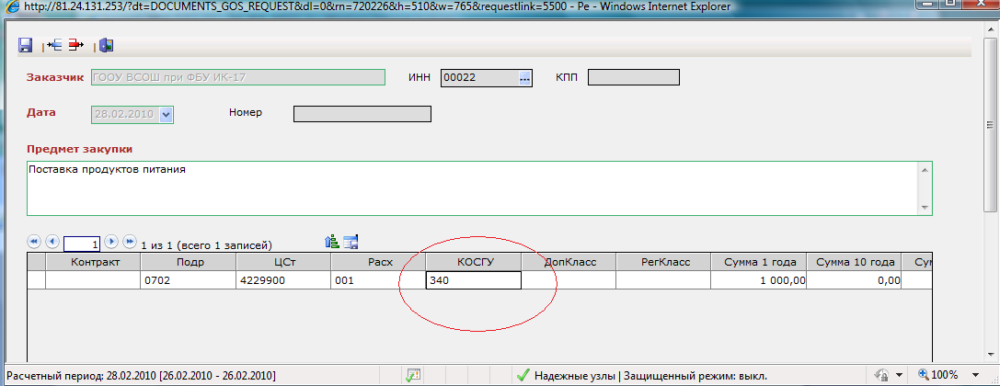 http://81.24.131.253/?dt=DOCUMENTS_GOS_REQUEST&dl=0&rn=720226&h=510&w=765&requestlink=5500 - Pe - Windows Internet Explorer
Заказчик ГООУ ВСОШ при ФБУ ИК-17 ИНН 00022 ... КПП
Дата 28.02.2010 Номер
Предмет закупки
Поставка продуктов питания
1 1 из 1 (всего 1 записей)
Контракт Подр ЦСт Расх КОСГУ ДопКласс РегКласс Сумма 1 года Сумма 10 года Сум
0702 4229900 001 340 1 000,00 0,00
Расчетный период: 28.02.2010 [26.02.2010 - 26.02.2010] Надежные узлы | Защищенный режим: выкл. 100%